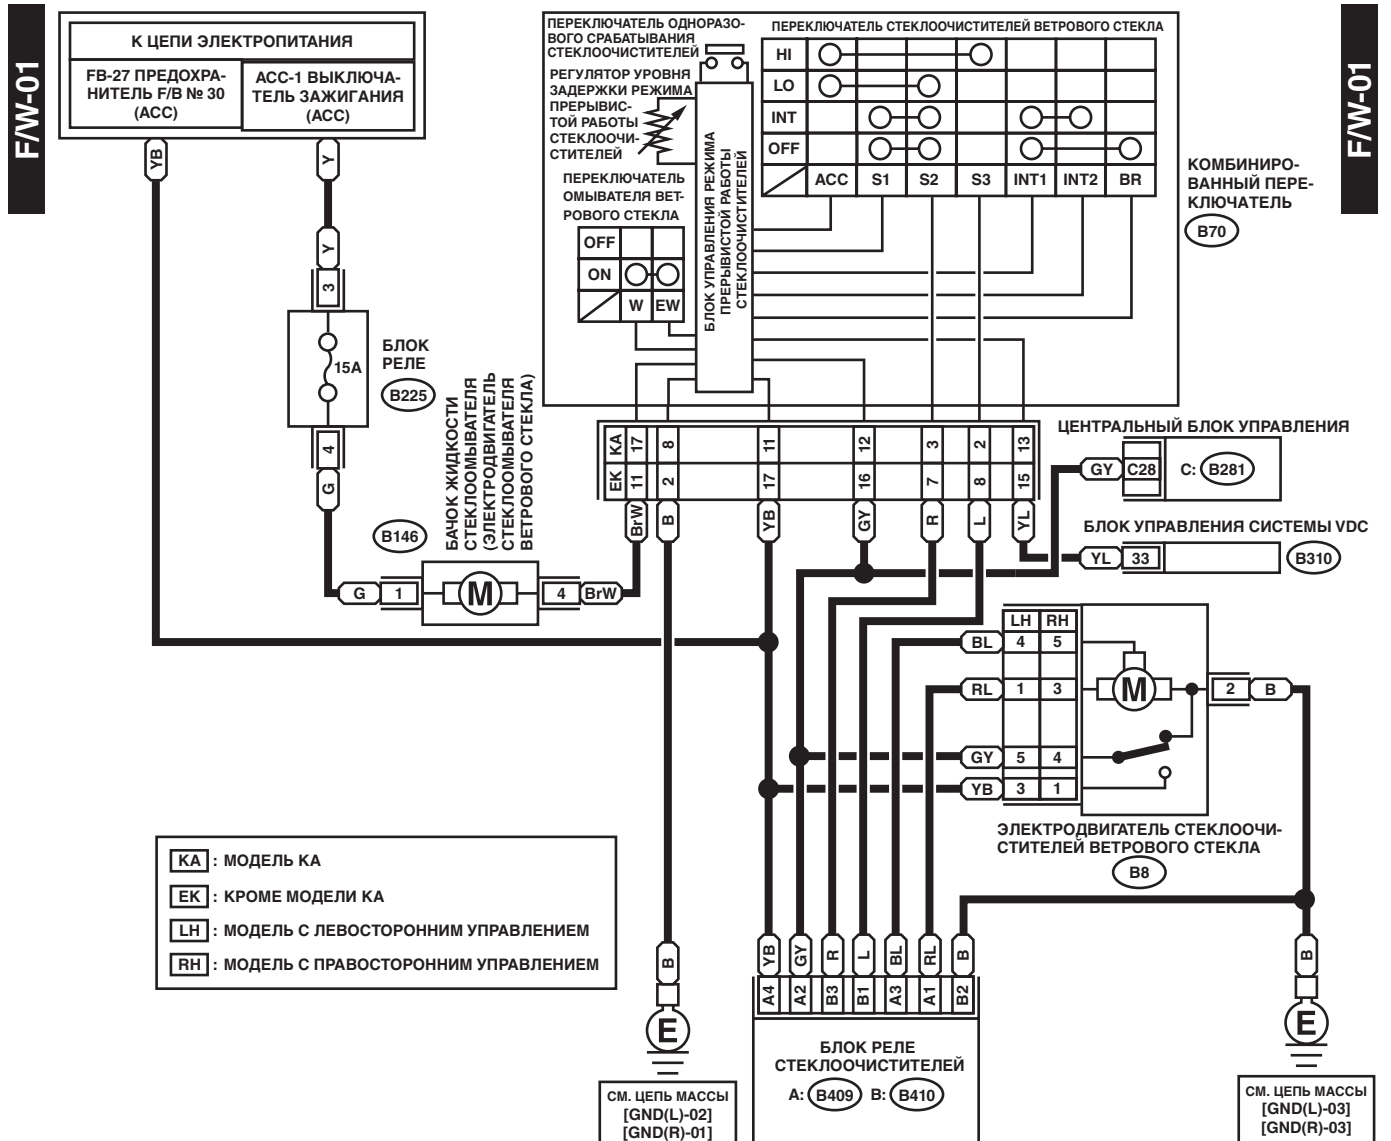 F/W-01
К ЦЕПИ ЭЛЕКТРОПИТАНИЯ
FB-27 ПРЕДОХРА-
НИТЕЛЬ F/B № 30
(ACC)
ACC-1 ВЫКЛЮЧА-
ТЕЛЬ ЗАЖИГАНИЯ
(ACC)
YB
Y
Y
3
15A
БЛОК
РЕЛЕ
B225
4
G
B146
БАЧОК ЖИДКОСТИ
СТЕКЛООМЫВАТЕЛЯ
(ЭЛЕКТРОДВИГАТЕЛЬ
СТЕКЛООМЫВАТЕЛЯ
ВЕТРОВОГО СТЕКЛА)
G
1
M
4
BrW
ПЕРЕКЛЮЧАТЕЛЬ ОДНОРАЗО-
ВОГО СРАБАТЫВАНИЯ
СТЕКЛООЧИСТИТЕЛЕЙ
РЕГУЛЯТОР УРОВНЯ
ЗАДЕРЖКИ РЕЖИМА
ПРЕРЫВИС-
ТОЙ РАБОТЫ
СТЕКЛООЧИ-
СТИТЕЛЕЙ
ПЕРЕКЛЮЧАТЕЛЬ
ОМЫВАТЕЛЯ ВЕТ-
РОВОГО СТЕКЛА
OFF
ON
W EW
БЛОК УПРАВЛЕНИЯ РЕЖИМА
ПРЕРЫВИСТОЙ РАБОТЫ
СТЕКЛООЧИСТИТЕЛЕЙ
ПЕРЕКЛЮЧАТЕЛЬ СТЕКЛООЧИСТИТЕЛЕЙ ВЕТРОВОГО СТЕКЛА
HI
LO
INT
OFF
ACC S1 S2 S3 INT1 INT2 BR
КОМБИНИРО-
ВАННЫЙ ПЕРЕ-
КЛЮЧАТЕЛЬ
B70
F/W-01
KA 17 8 11 12 3 2 13
EK 11 2 17 16 7 8 15
BrW B YB GY R L YL
ЦЕНТРАЛЬНЫЙ БЛОК УПРАВЛЕНИЯ
GY C28 C: B281
БЛОК УПРАВЛЕНИЯ СИСТЕМЫ VDC
YL 33 B310
LH RH
BL 4 5
RL 1 3
M
2 B
GY 5 4
YB 3 1
ЭЛЕКТРОДВИГАТЕЛЬ СТЕКЛООЧИ-
СТИТЕЛЕЙ ВЕТРОВОГО СТЕКЛА
B8
KA : МОДЕЛЬ KA
EK : КРОМЕ МОДЕЛИ KA
LH : МОДЕЛЬ С ЛЕВОСТОРОННИМ УПРАВЛЕНИЕМ
RH : МОДЕЛЬ С ПРАВОСТОРОННИМ УПРАВЛЕНИЕМ
B
E
СМ. ЦЕПЬ МАССЫ
[GND(L)-02]
[GND(R)-01]
YB GY R L BL RL B
A4 A2 B3 B1 A3 A1 B2
БЛОК РЕЛЕ
СТЕКЛООЧИСТИТЕЛЕЙ
A: B409 B: B410
B
E
СМ. ЦЕПЬ МАССЫ
[GND(L)-03]
[GND(R)-03]